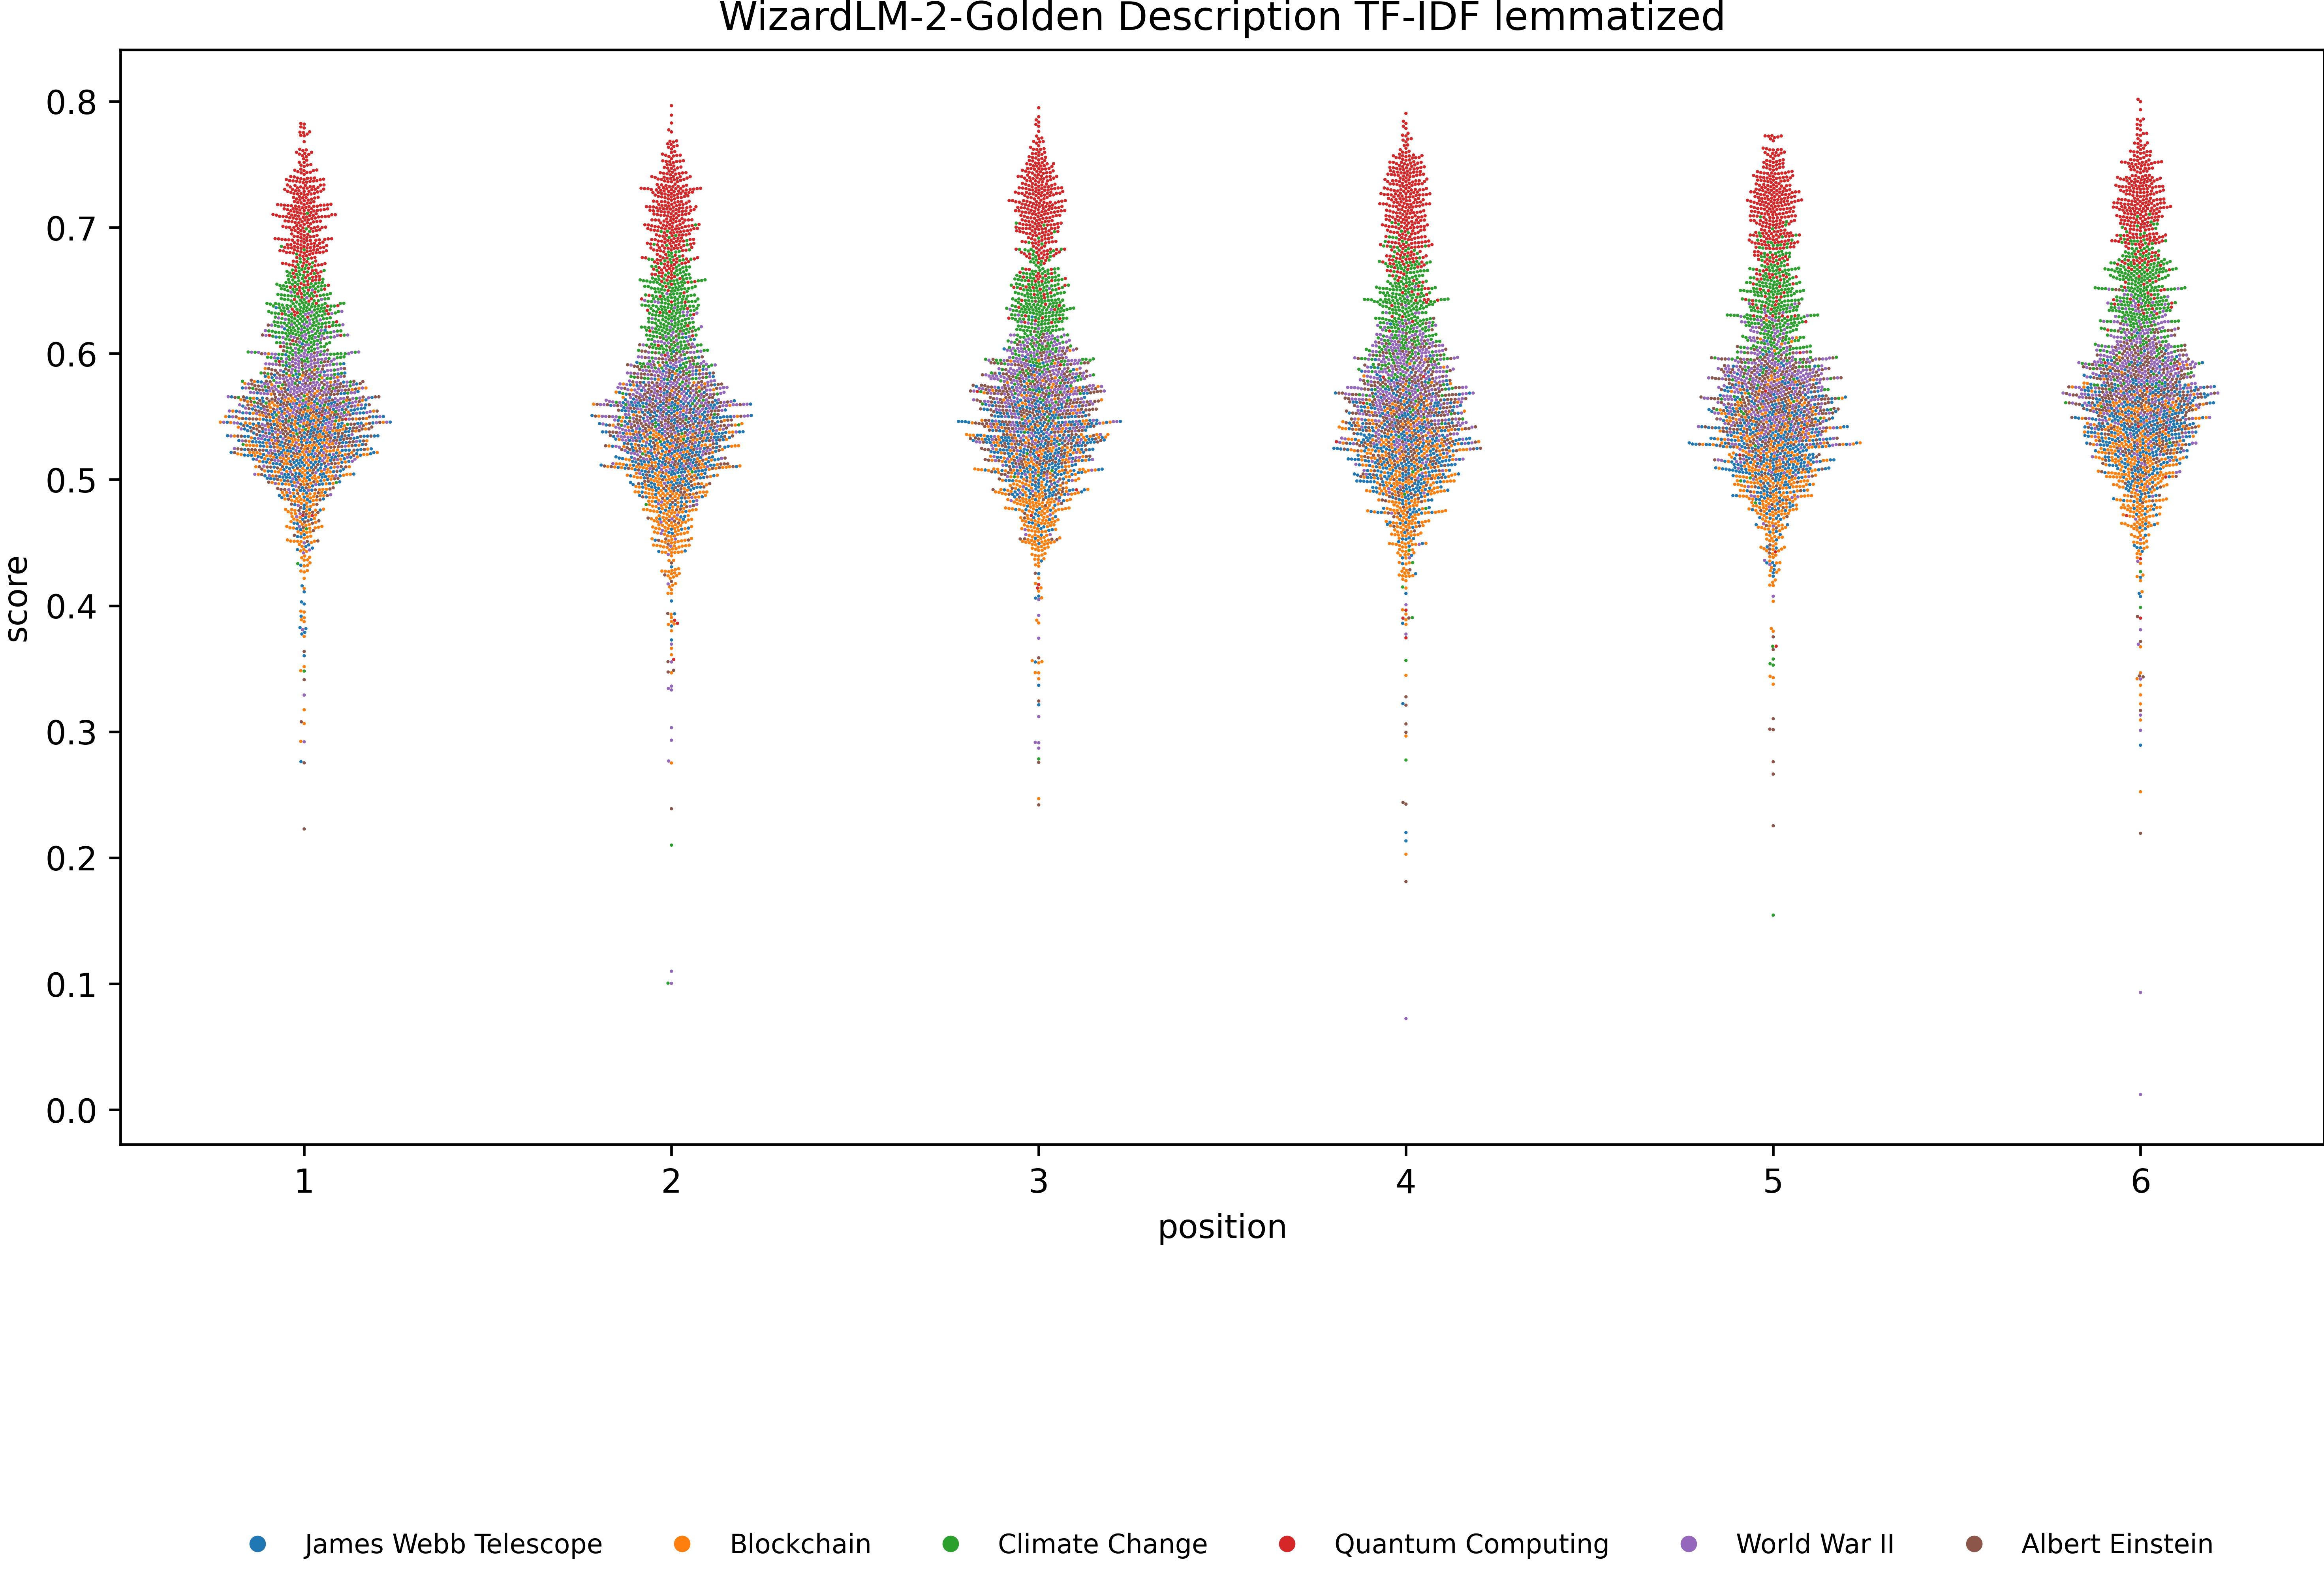 WizardLM-2-Golden Description TF-IDF lemmatized
0.8
0.7
0.6
0.5
0.4
0.3
0.2
0.1
0.0
score
1 2 3 4 5 6
position
James Webb Telescope Blockchain Climate Change Quantum Computing World War II Albert Einstein